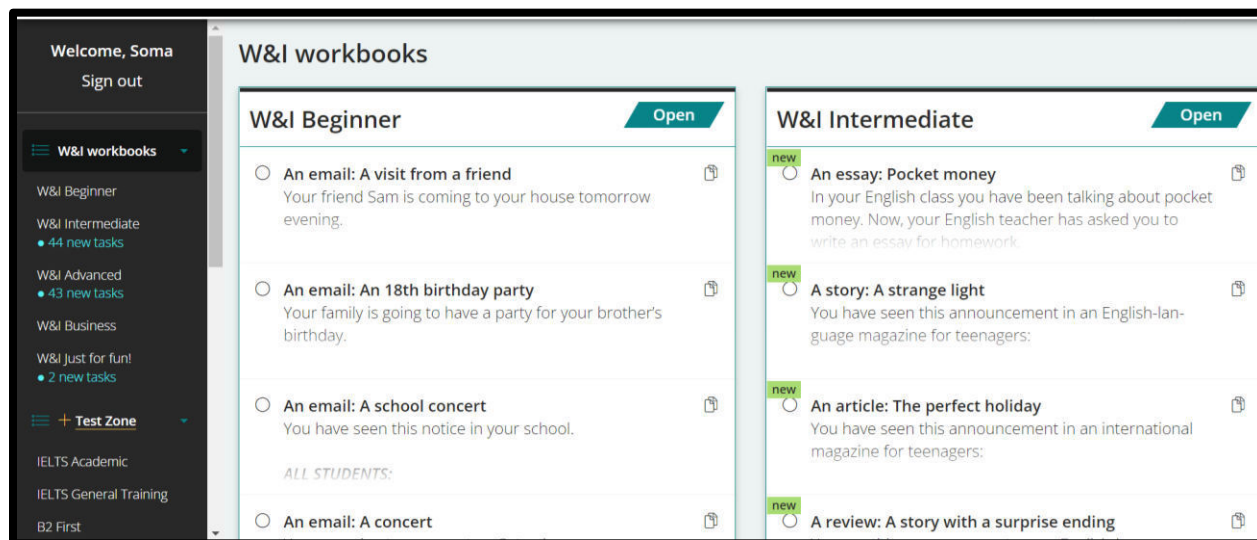 Welcome, Soma
Sign out
W&I workbooks
W&I Beginner
W&I Intermediate
• 44 new tasks
W&I Advanced
• 43 new tasks
W&I Business
W&I Just for fun!
• 2 new tasks
+ Test Zone
IELTS Academic
IELTS General Training
B2 First
W&I workbooks
W&I Beginner
Open
An email: A visit from a friend
Your friend Sam is coming to your house tomorrow
evening.
An email: An 18th birthday party
Your family is going to have a party for your brother's
birthday.
An email: A school concert
You have seen this notice in your school.
ALL STUDENTS:
An email: A concert
W&I Intermediate
Open
new
An essay: Pocket money
In your English class you have been talking about pocket
money. Now, your English teacher has asked you to
write an essay for homework.
new
A story: A strange light
You have seen this announcement in an English-lan-
guage magazine for teenagers:
new
An article: The perfect holiday
You have seen this announcement in an international
magazine for teenagers:
new
A review: A story with a surprise ending